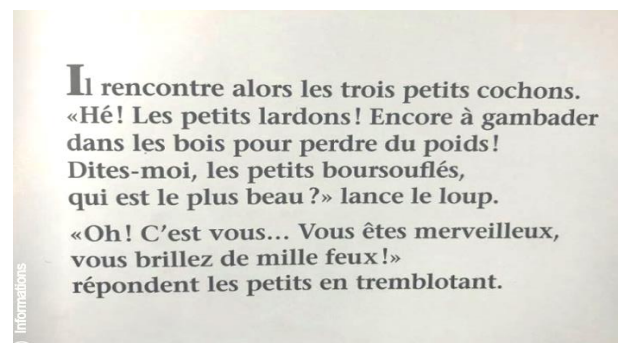 Il rencontre alors les trois petits cochons.
«Hé! Les petits lardons! Encore à gambader
dans les bois pour perdre du poids!
Dites-moi, les petits boursouflés,
qui est le plus beau?» lance le loup.
«Oh! C'est vous... Vous êtes merveilleux,
vous brillez de mille feux!»
répondent les petits en tremblotant.
Informations